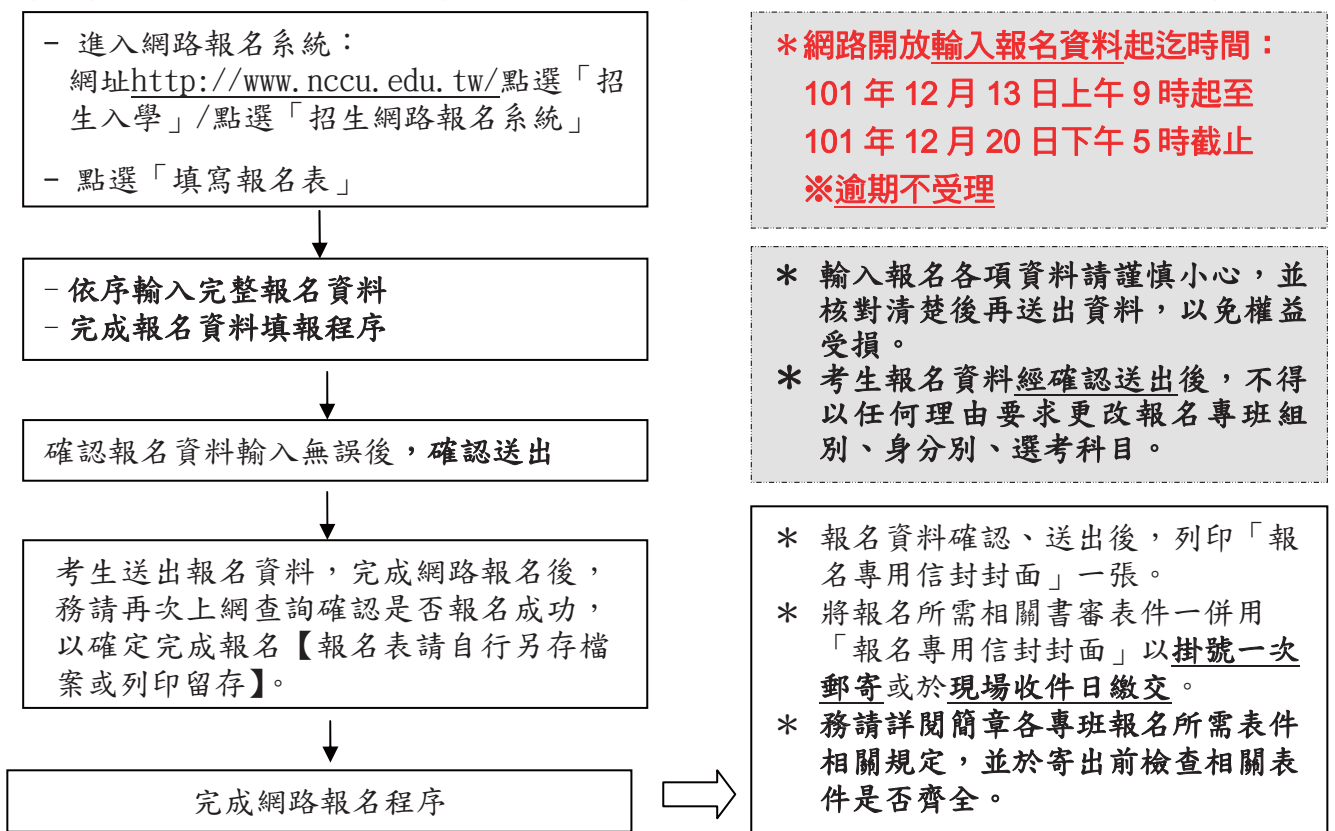 - 進入網路報名系統：
網址http://www.nccu.edu.tw/點選「招
生入學」/點選「招生網路報名系統」
- 點選「填寫報名表」
-依序輸入完整報名資料
-完成報名資料填報程序
確認報名資料輸入無誤後，確認送出
考生送出報名資料，完成網路報名後，
務請再次上網查詢確認是否報名成功，
以確定完成報名【報名表請自行另存檔
案或列印留存】。
完成網路報名程序
＊網路開放輸入報名資料起迄時間：
101 年 12 月 13 日上午 9 時起至
101 年 12 月 20 日下午 5 時截止
※逾期不受理
＊ 輸入報名各項資料請謹慎小心，並
核對清楚後再送出資料，以免權益
受損。
＊ 考生報名資料經確認送出後，不得
以任何理由要求更改報名專班組
別、身分別、選考科目。
＊ 報名資料確認、送出後，列印「報
名專用信封封面」一張。
＊ 將報名所需相關書審表件一併用
「報名專用信封封面」以掛號一次
郵寄或於現場收件日繳交。
＊ 務請詳閱簡章各專班報名所需表件
相關規定，並於寄出前檢查相關表
件是否齊全。